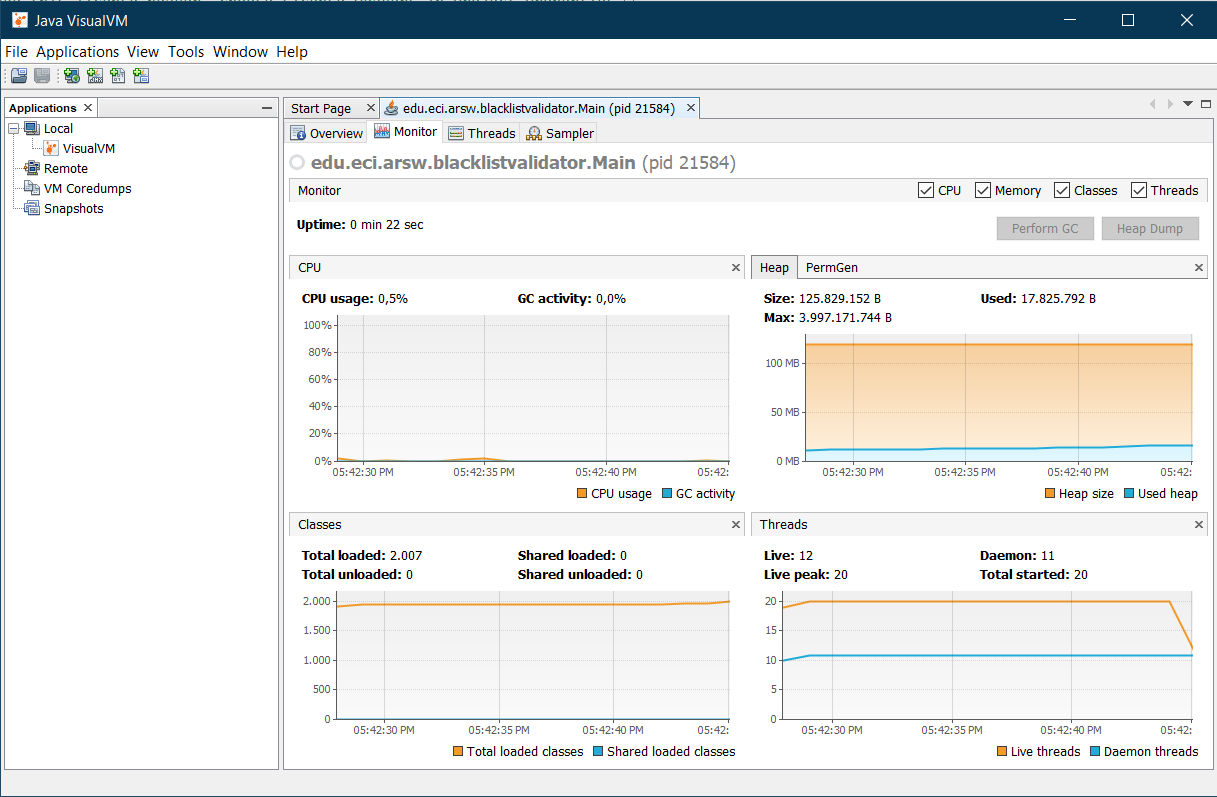 Java VisualVM
File Applications View Tools Window Help
Applications
Local
VisualVM
Remote
VM Coredumps
Snapshots
Start Page edu.eci.arsw.blacklistvalidator.Main (pid 21584)
Overview Monitor Threads Sampler
edu.eci.arsw.blacklistvalidator.Main (pid 21584)
Monitor CPU Memory Classes Threads
Uptime: 0 min 22 sec
Perform GC Heap Dump
CPU
CPU usage: 0,5% GC activity: 0,0%
100%
80%
60%
40%
20%
0%
05:42:30 PM 05:42:35 PM 05:42:40 PM 05:42:
CPU usage GC activity
Heap PermGen
Size: 125.829.152 B Used: 17.825.792 B
Max: 3.997.171.744 B
100 MB
50 MB
0 MB
05:42:30 PM 05:42:35 PM 05:42:40 PM 05:42:
Heap size Used heap
Classes
Total loaded: 2.007 Shared loaded: 0
Total unloaded: 0 Shared unloaded: 0
2.000
1.500
1.000
500
0
05:42:30 PM 05:42:35 PM 05:42:40 PM 05:42:
Total loaded classes Shared loaded classes
Threads
Live: 12 Daemon: 11
Live peak: 20 Total started: 20
20
15
10
5
0
05:42:30 PM 05:42:35 PM 05:42:40 PM 05:42:
Live threads Daemon threads